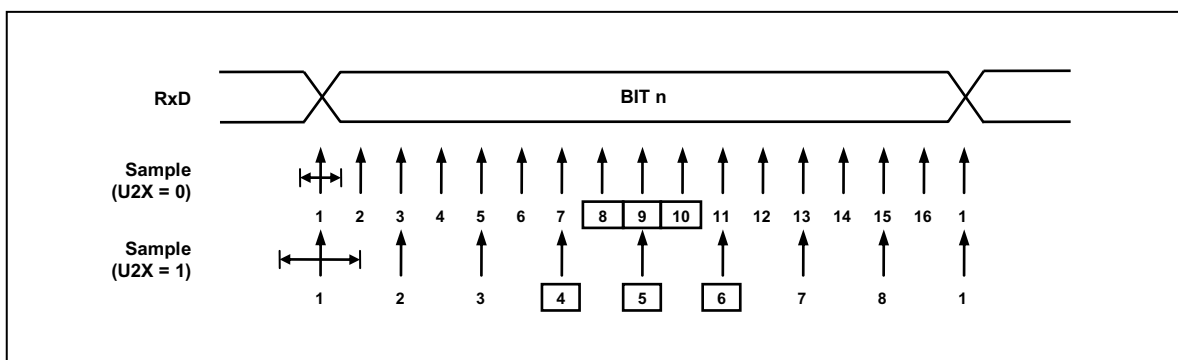 RxD BIT n
Sample
(U2X = 0)
1 2 3 4 5 6 7 8 9 10 11 12 13 14 15 16 1
Sample
(U2X = 1)
1 2 3 4 5 6 7 8 1